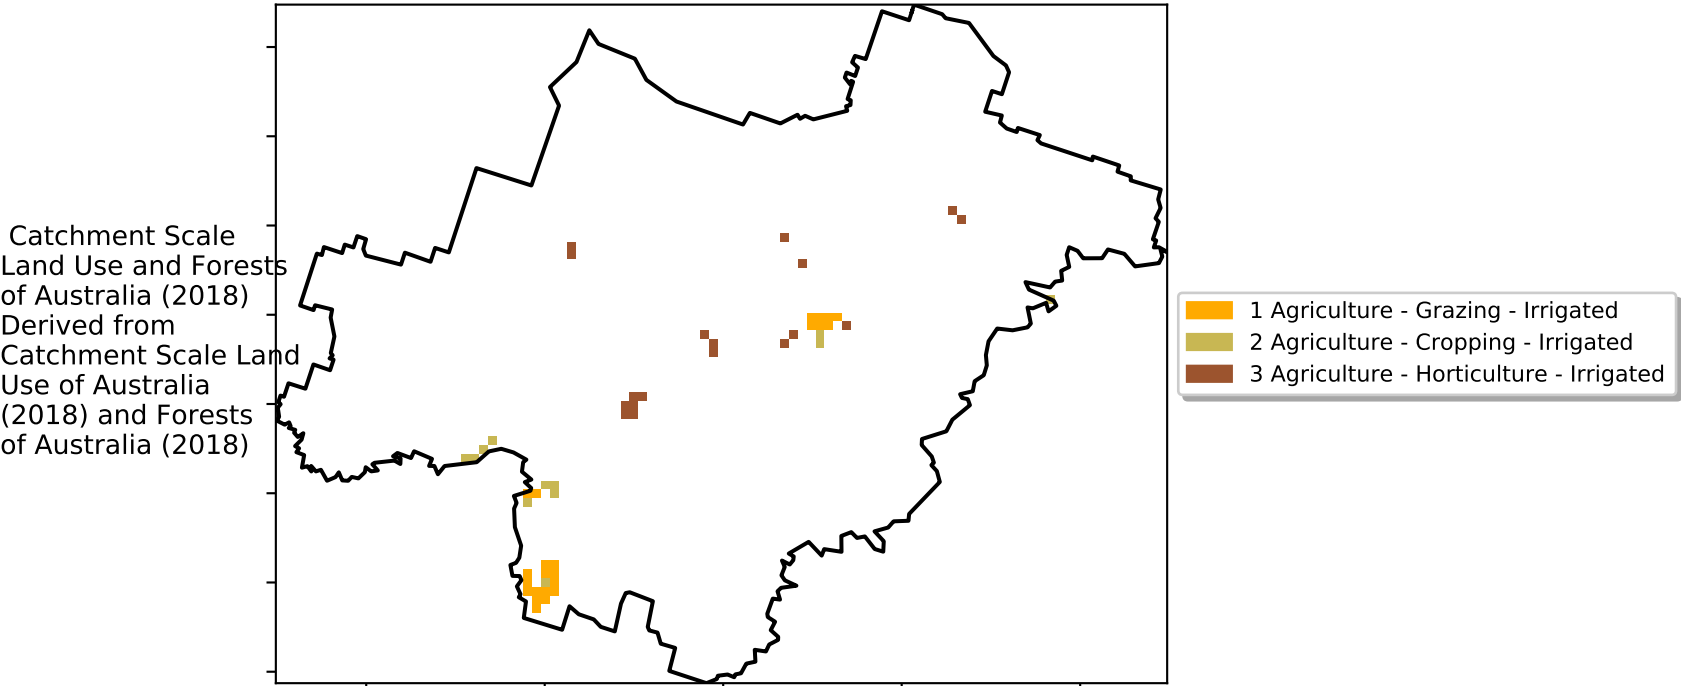 Catchment Scale
Land Use and Forests
of Australia (2018)
Derived from
Catchment Scale Land
Use of Australia
(2018) and Forests
of Australia (2018)
1 Agriculture - Grazing - Irrigated
2 Agriculture - Cropping - Irrigated
3 Agriculture - Horticulture - Irrigated